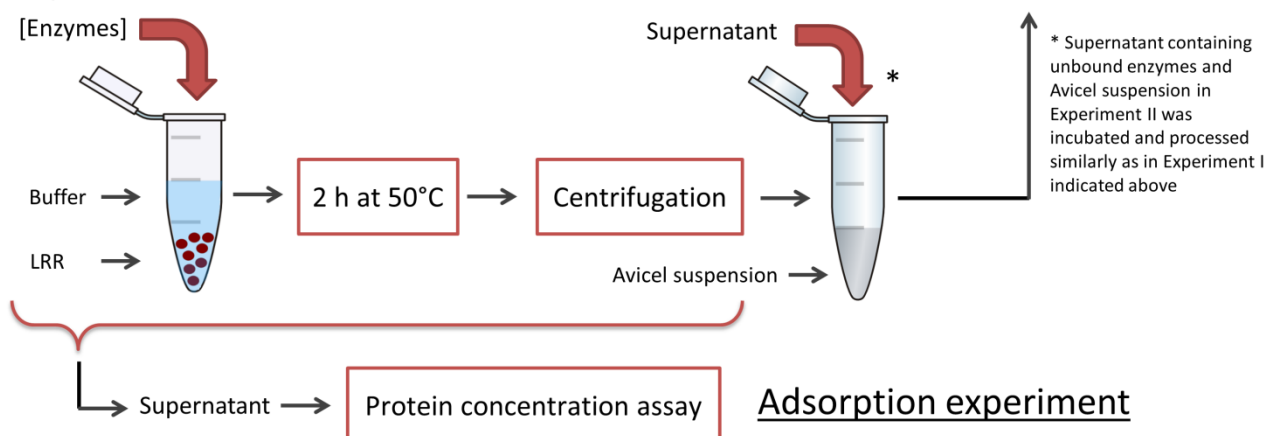 [Enzymes]
Supernatant
*
* Supernatant containing
unbound enzymes and
Avicel suspension in
Experiment II was
incubated and processed
similarly as in Experiment I
indicated above
Buffer
2 h at 50°C
Centrifugation
LRR
Avicel suspension
Supernatant
Protein concentration assay
Adsorption experiment